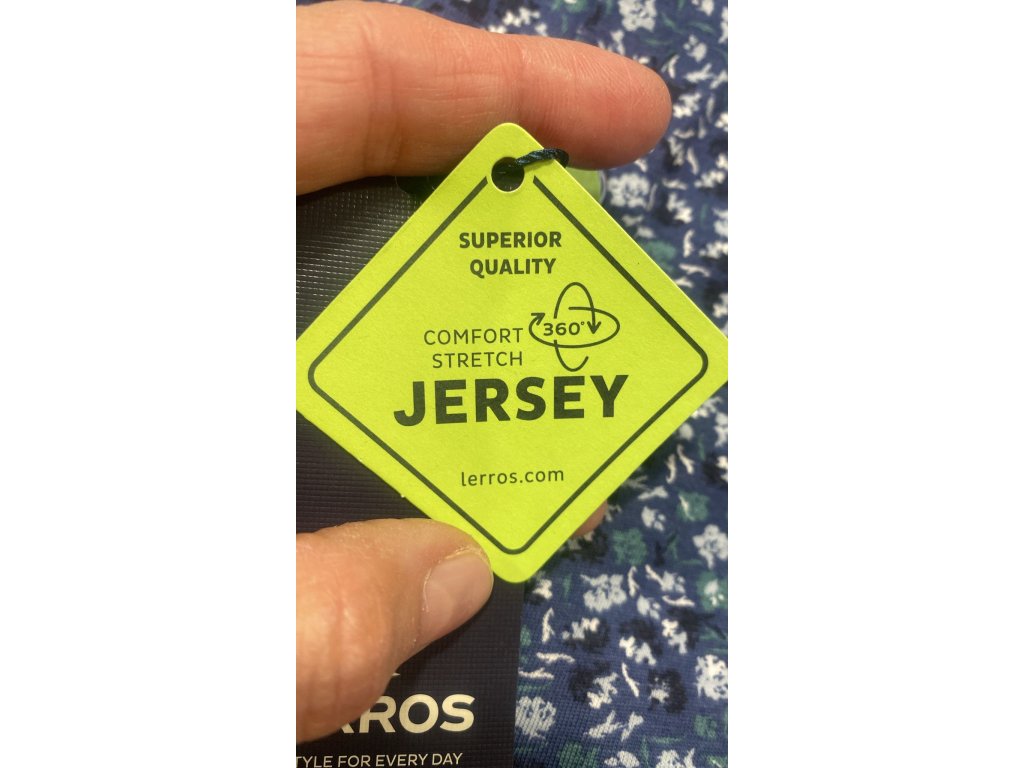 SUPERIOR
QUALITY
360°
COMFORT
STRETCH
JERSEY
lerros.com
RROS
TYLE FOR EVERY DAY